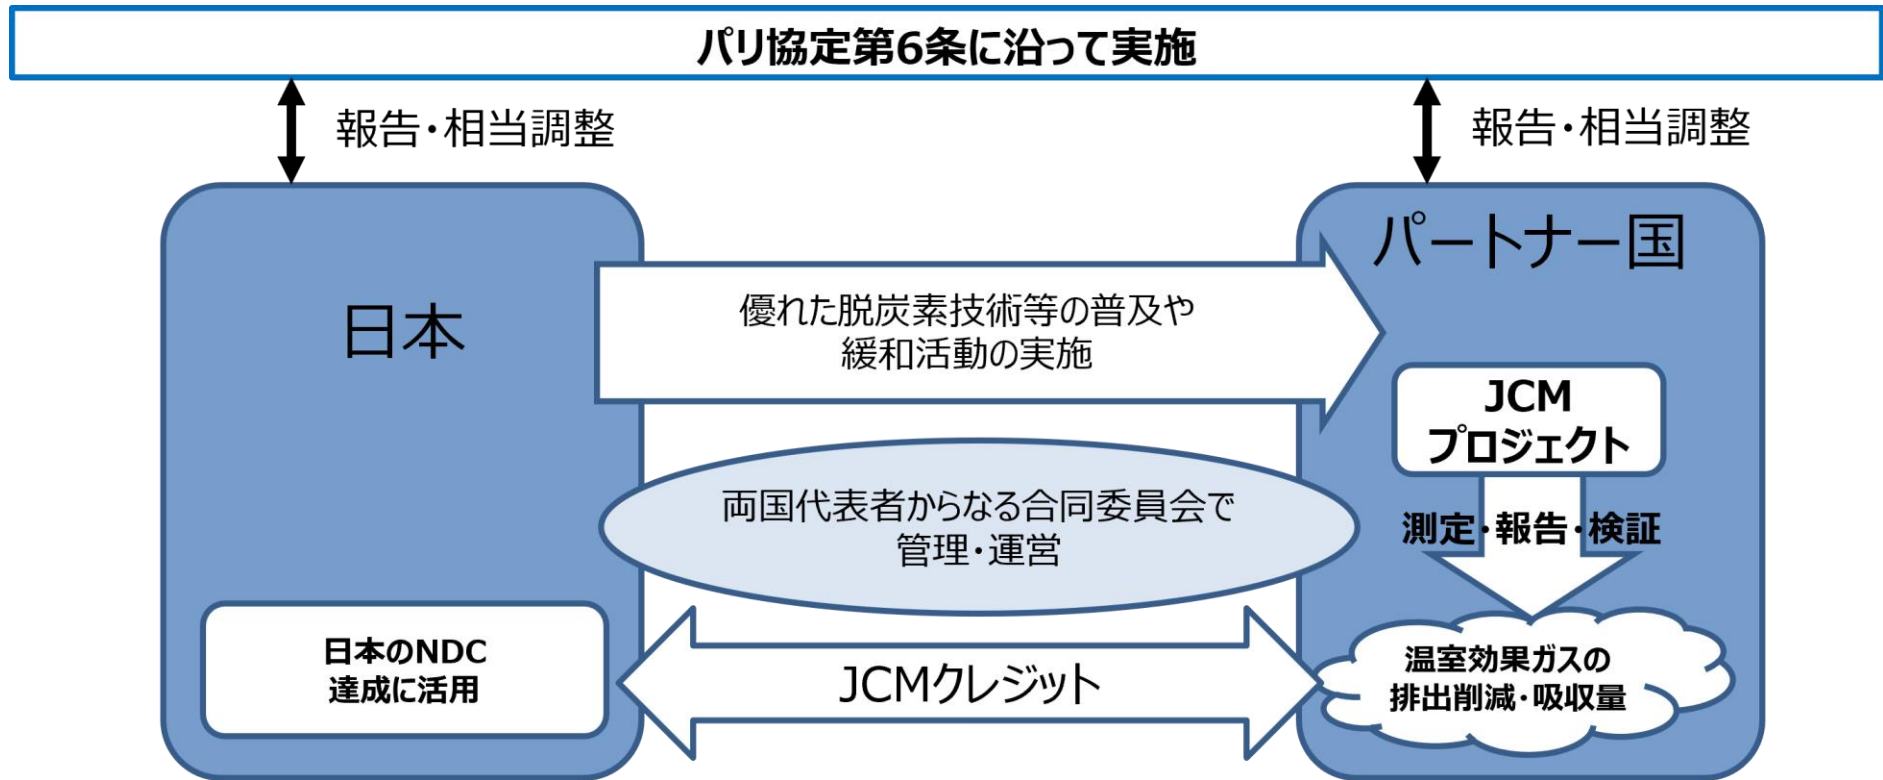 パリ協定第6条に沿って実施
報告・相当調整
報告・相当調整
日本
パートナー国
優れた脱炭素技術等の普及や
緩和活動の実施
JCM
プロジェクト
両国代表者からなる合同委員会で
管理・運営
測定・報告・検証
日本のNDC
達成に活用
JCMクレジット
温室効果ガスの
排出削減・吸収量